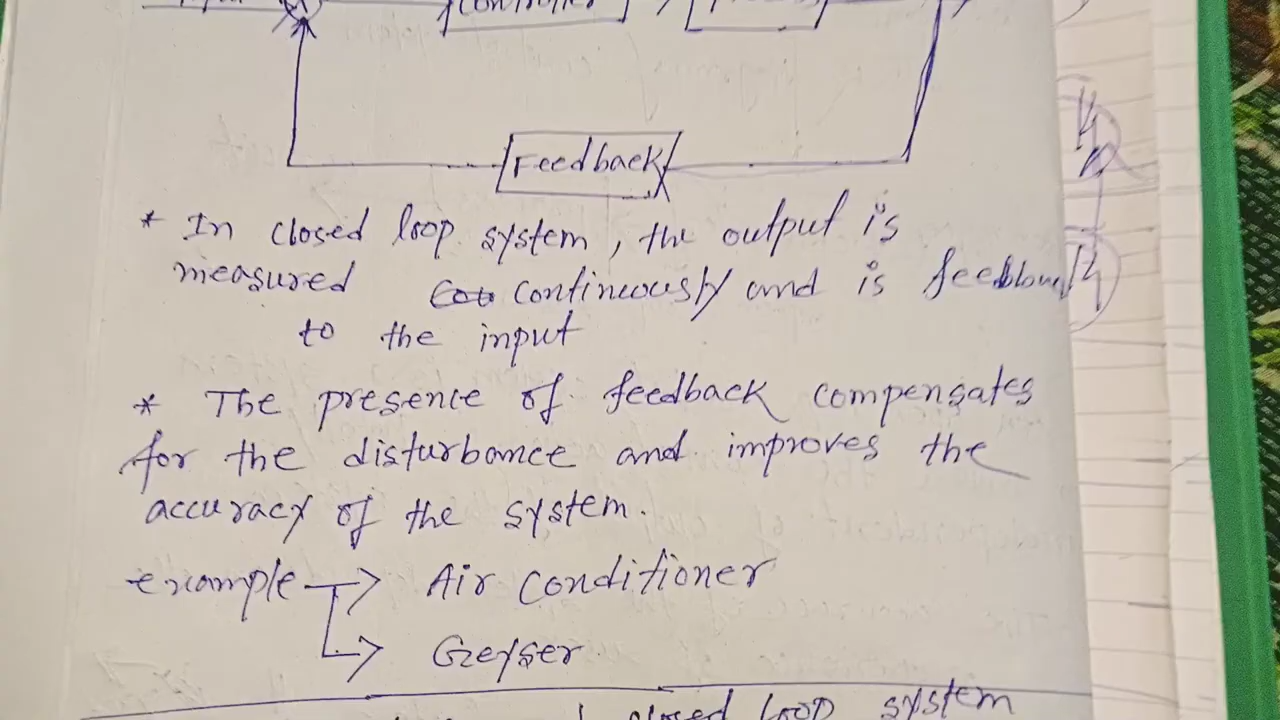 Controller
Feedback
* In closed loop system, the output is
measured continuously and is feedback
to the input
* The presence of feedback compensates
for the disturbance and improves the
accuracy of the system.
example → Air Conditioner
→ Geyser
closed loop system